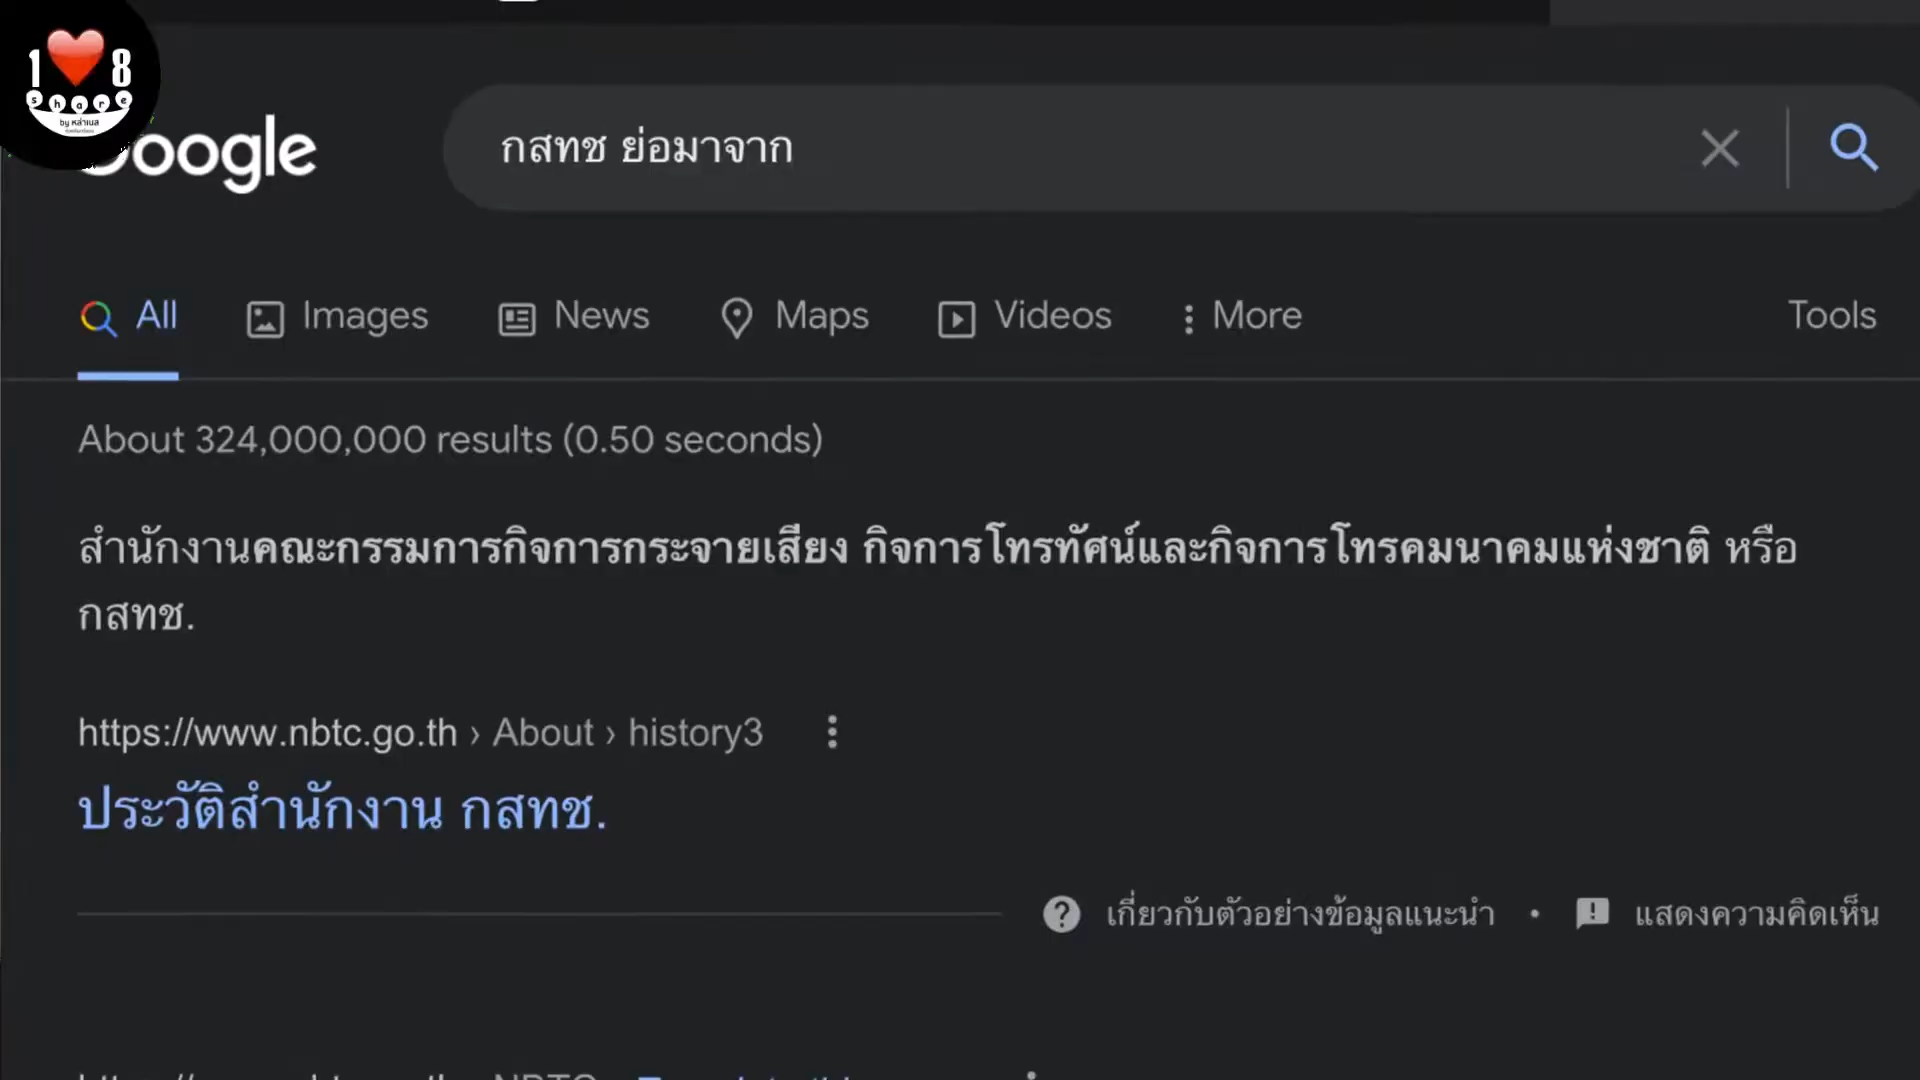 1 8
share
by หล่าเบส
Google
กสทช ย่อมาจาก
All Images News Maps Videos More Tools
About 324,000,000 results (0.50 seconds)
สำนักงานคณะกรรมการกิจการกระจายเสียง กิจการโทรทัศน์และกิจการโทรคมนาคมแห่งชาติ หรือ
กสทช.
https://www.nbtc.go.th › About › history3
ประวัติสำนักงาน กสทช.
เกี่ยวกับตัวอย่างข้อมูลแนะนำ • แสดงความคิดเห็น